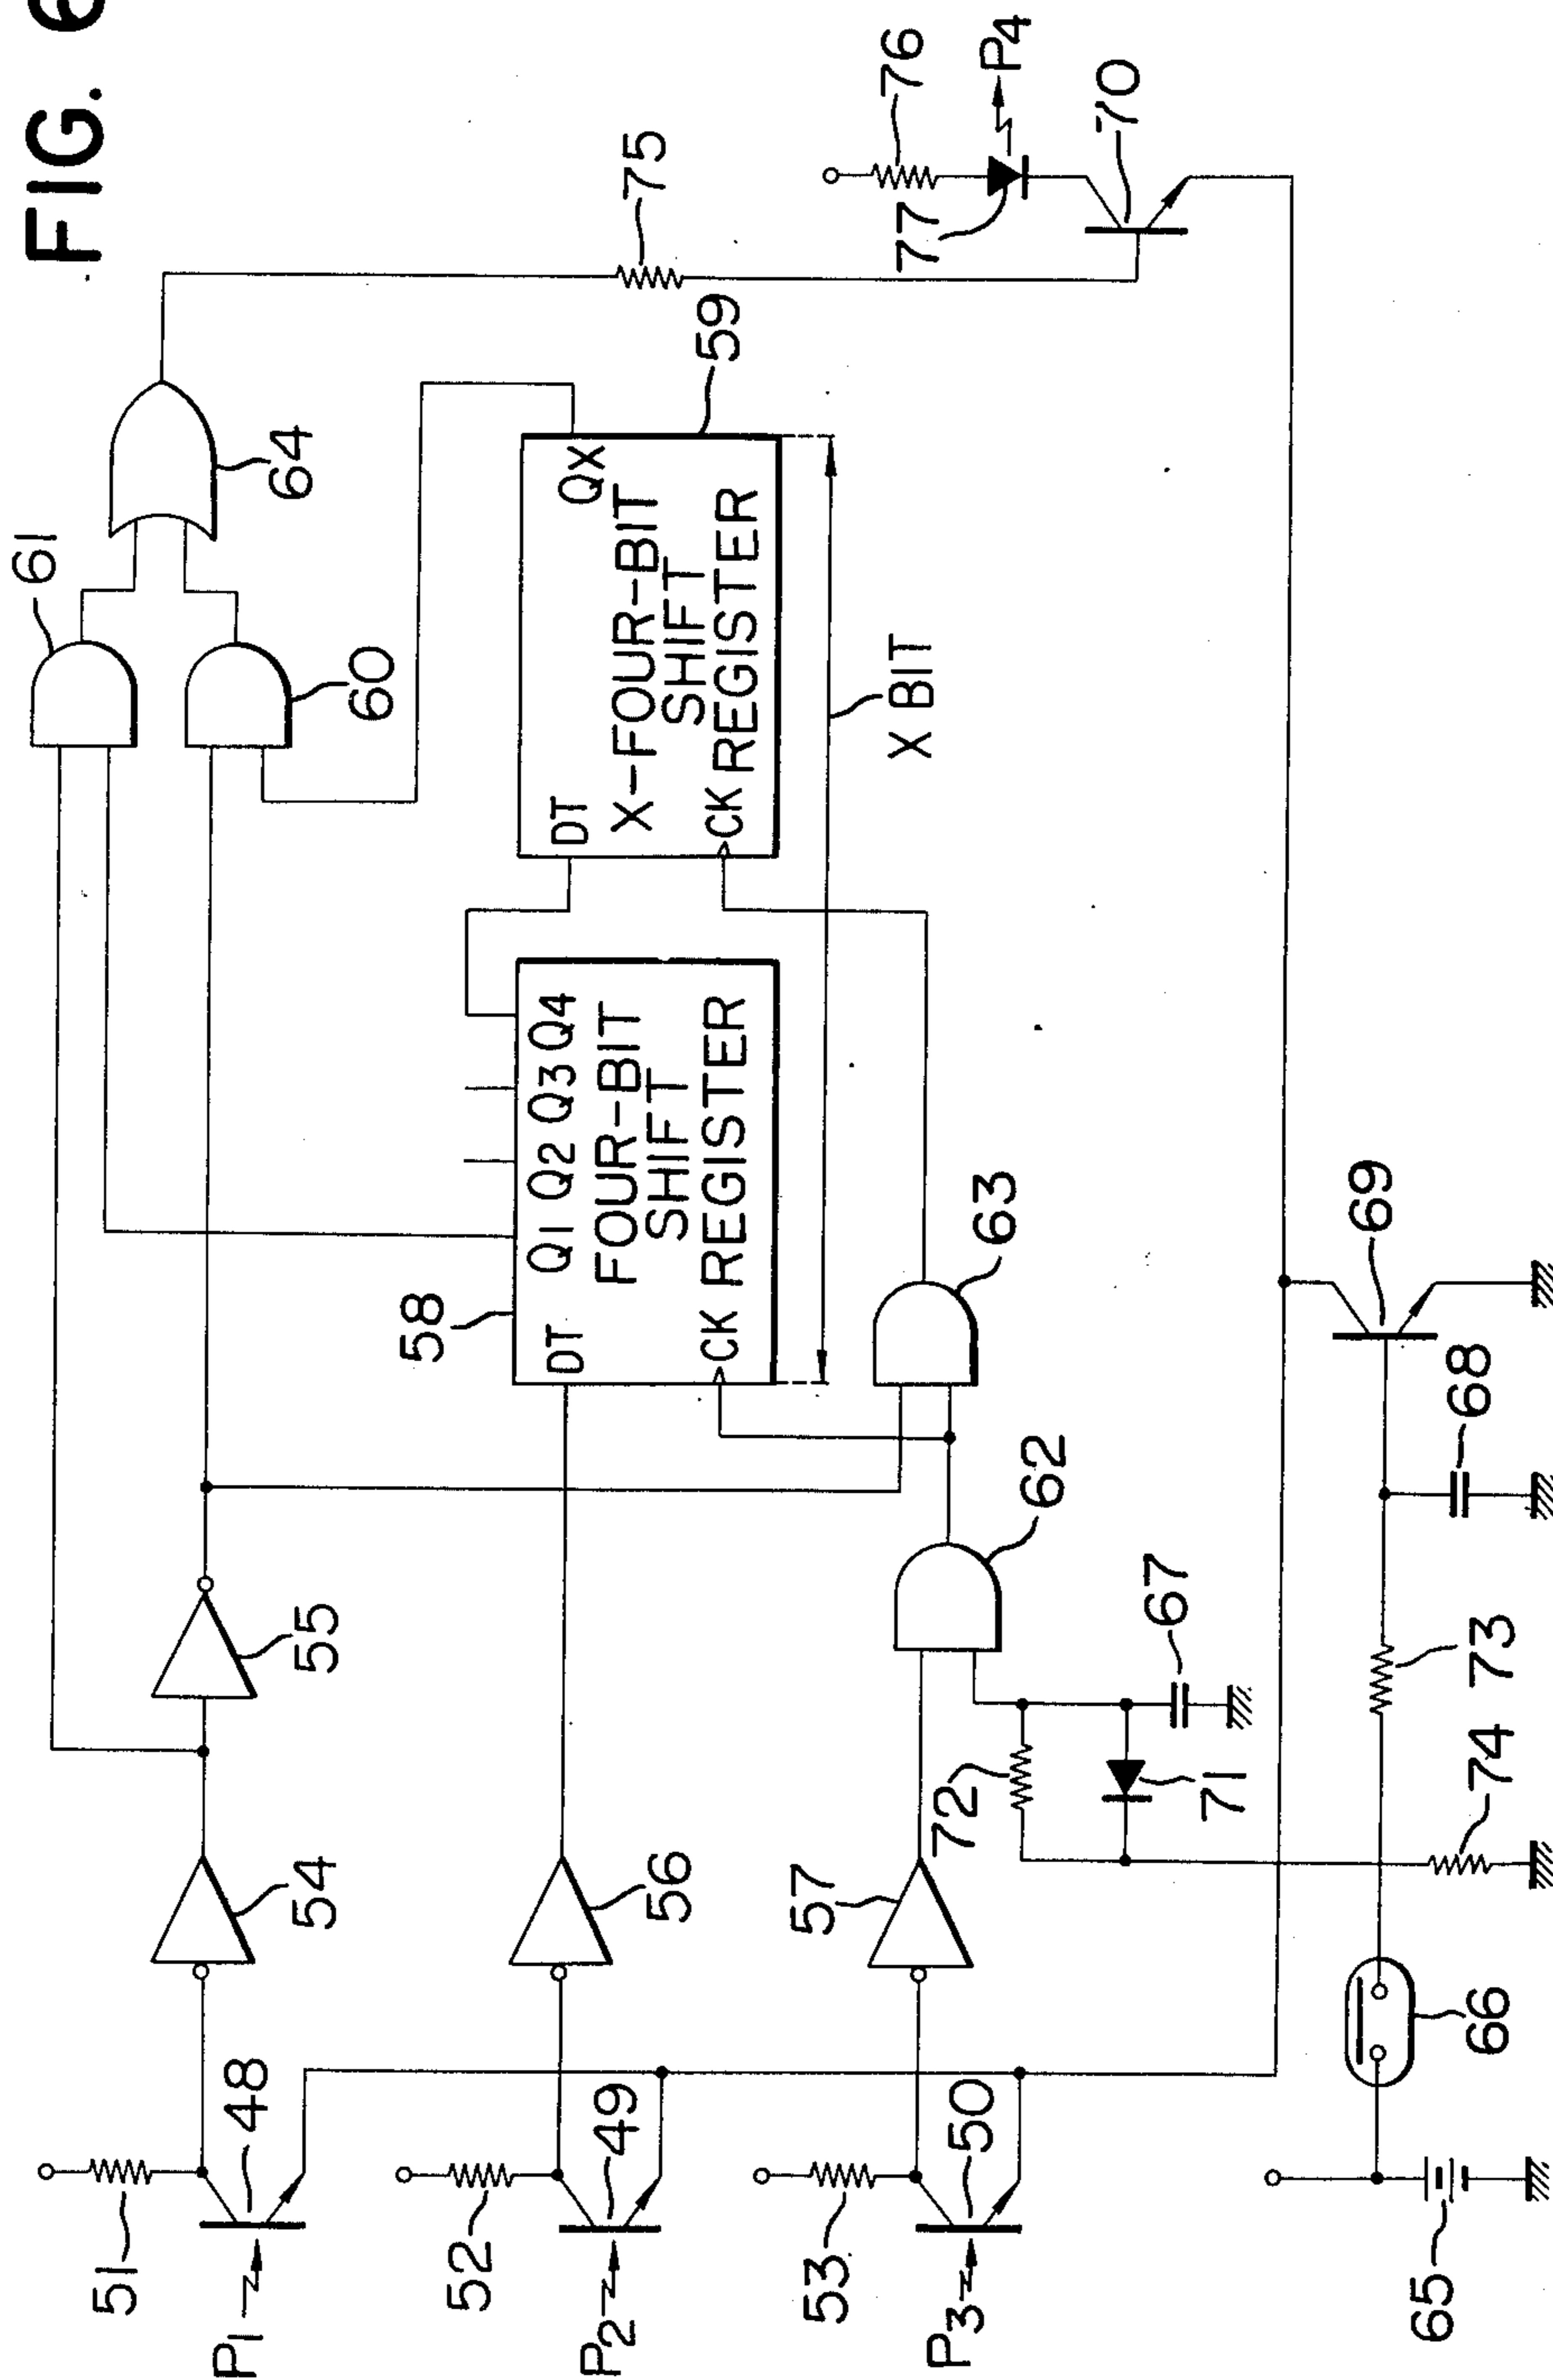 FIG. 6
P1
51
48
54
55
61
64
60
75
76
P4
77
70
P2
52
49
56
58
DT Q1 Q2 Q3 Q4
FOUR-BIT
SHIFT
CK REGISTER
DT QX
X-FOUR-BIT
SHIFT
CK REGISTER
59
X BIT
P3
53
50
57
62
63
72
71
67
65
66
74
73
68
69